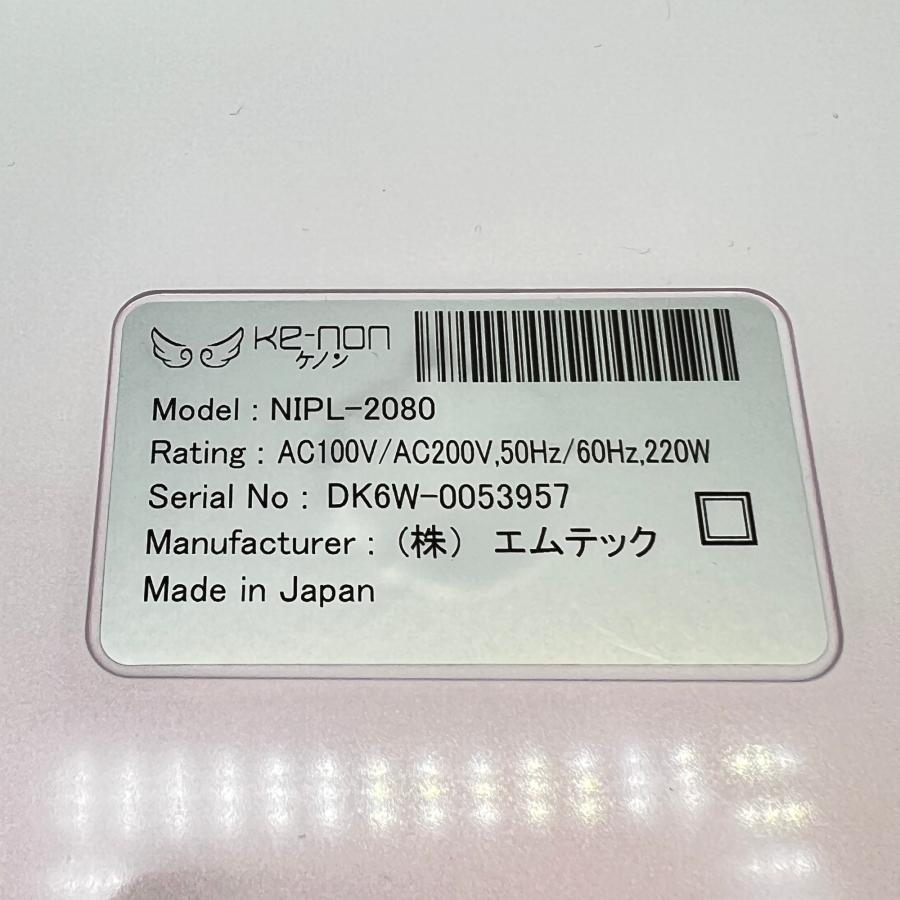 Ke-non
ケノン
Model : NIPL-2080
Rating : AC100V/AC200V,50Hz/60Hz,220W
Serial No : DK6W-0053957
Manufacturer : （株） エムテック
Made in Japan